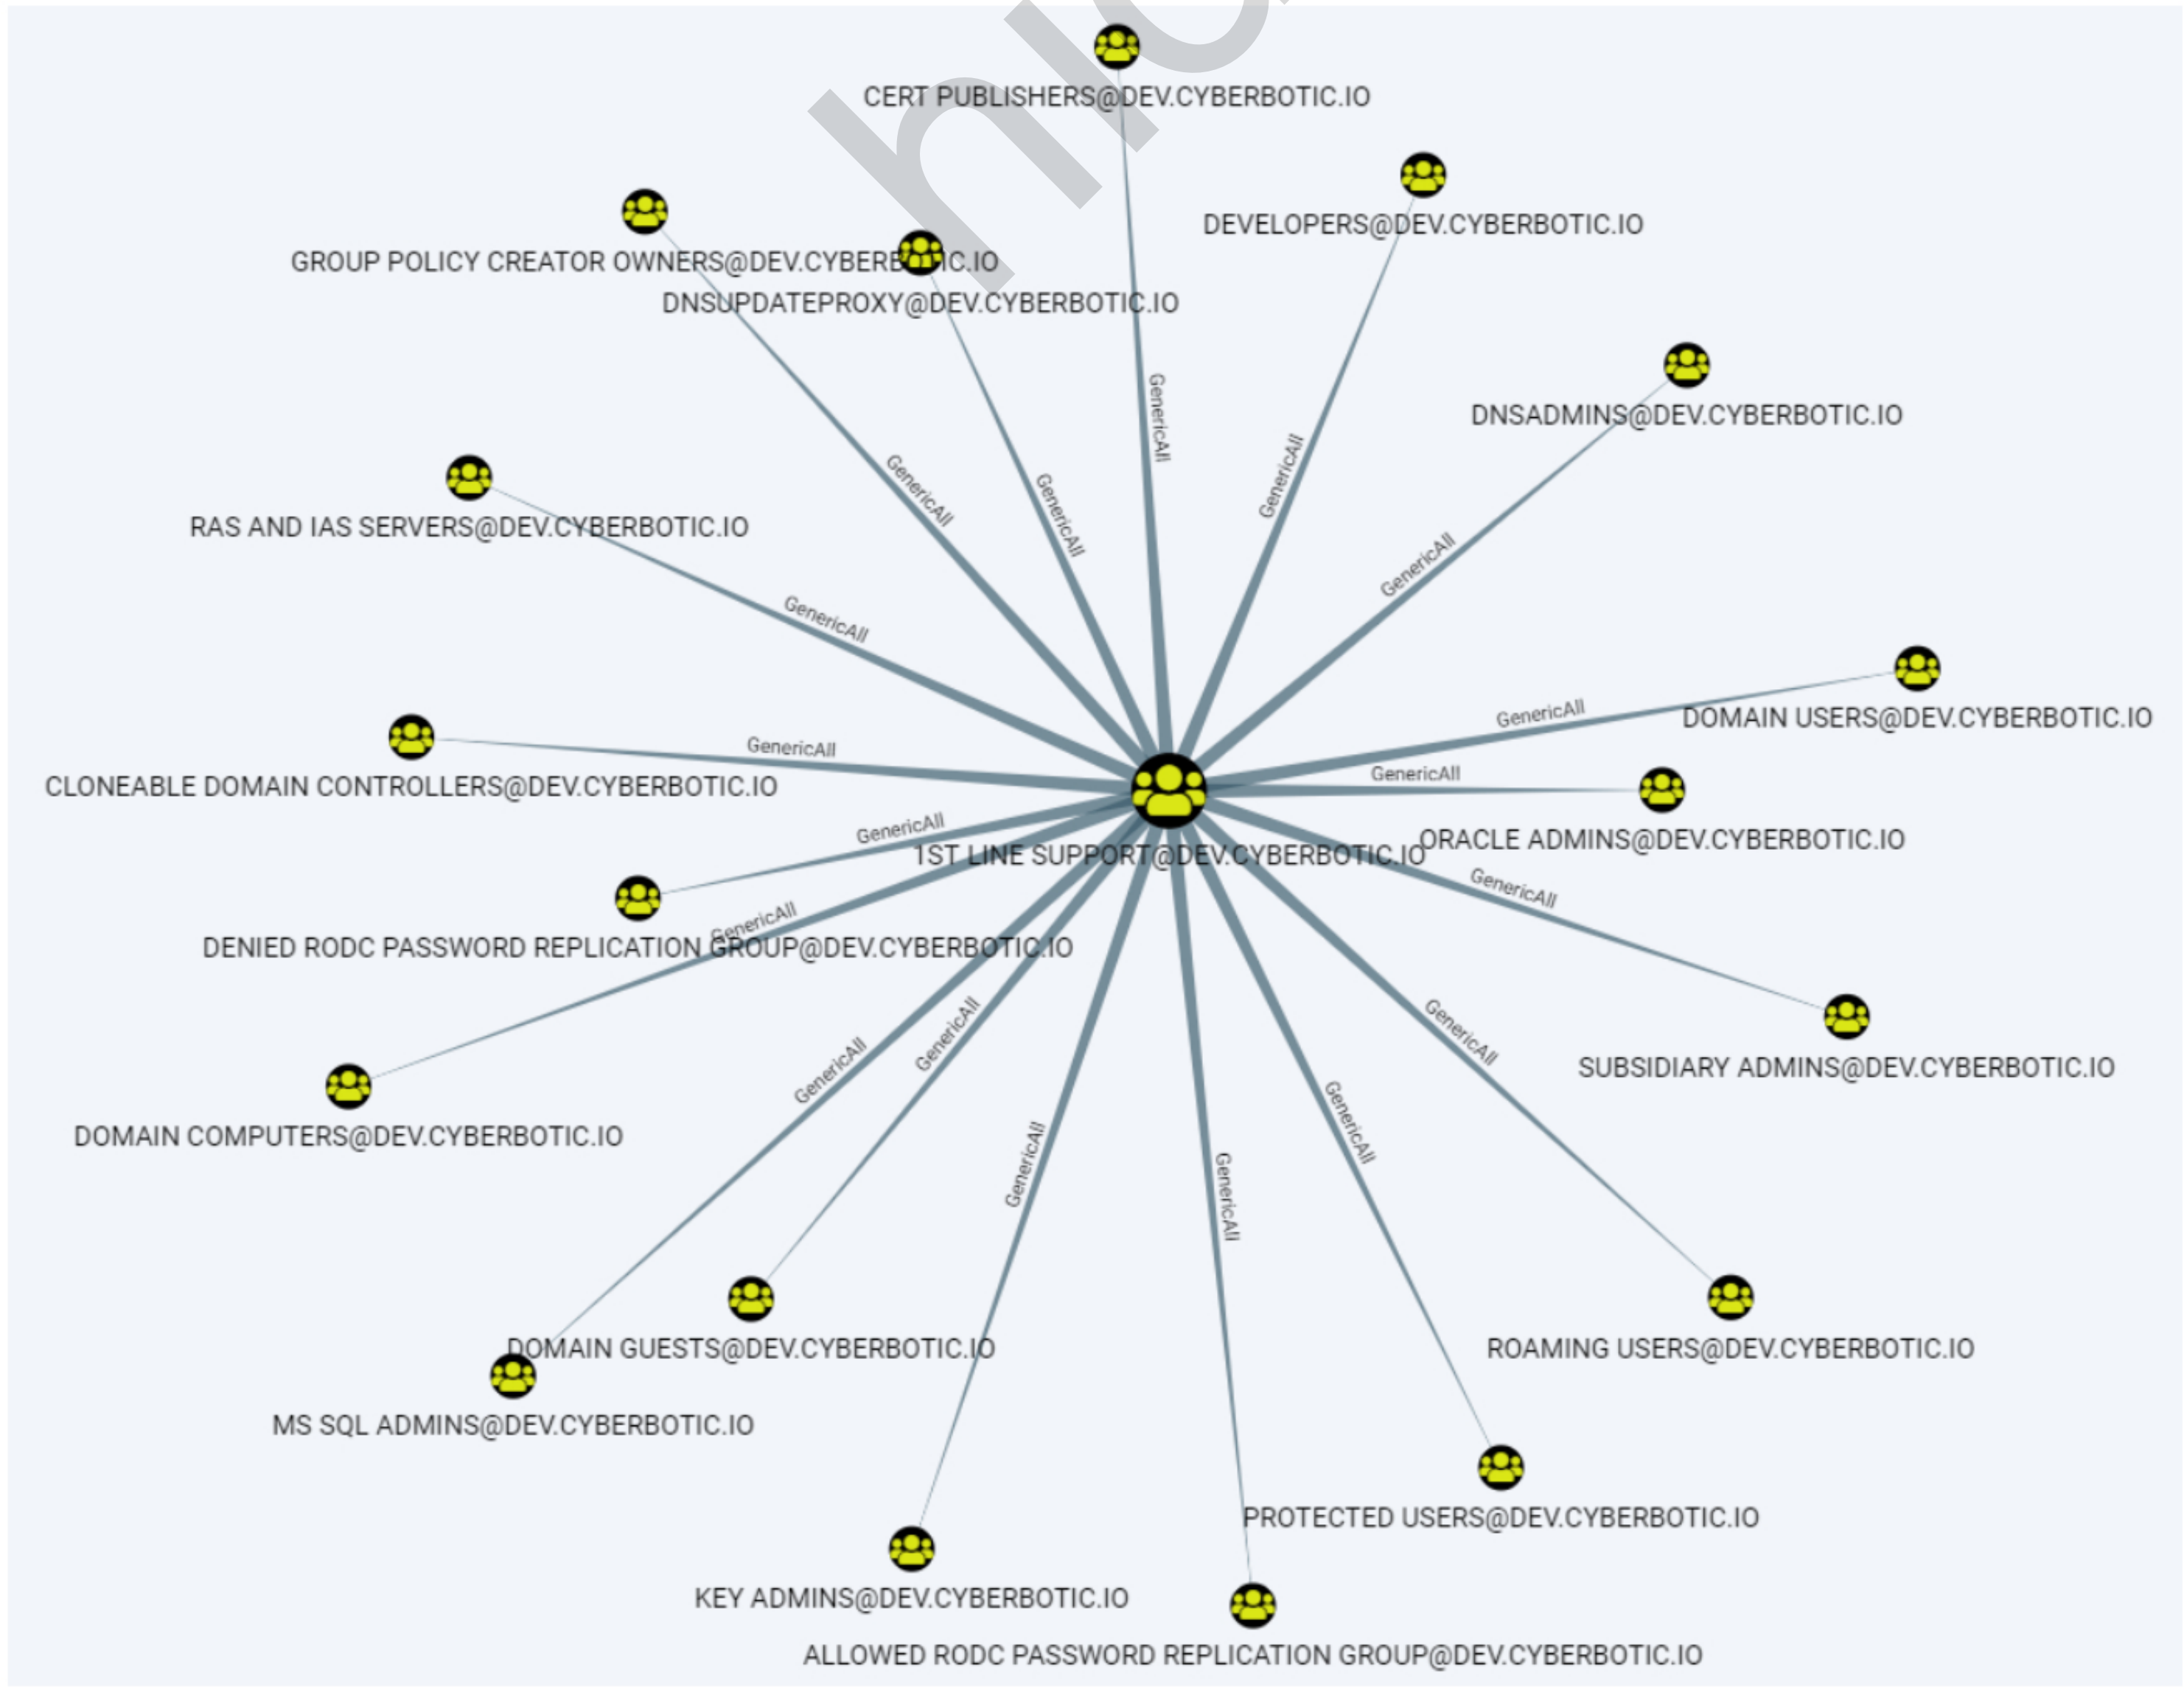 CERT PUBLISHERS@DEV.CYBERBOTIC.IO
DEVELOPERS@DEV.CYBERBOTIC.IO
GROUP POLICY CREATOR OWNERS@DEV.CYBERBOTIC.IO
DNSUPDATEPROXY@DEV.CYBERBOTIC.IO
DNSADMINS@DEV.CYBERBOTIC.IO
GenericAll
GenericAll
GenericAll
GenericAll
GenericAll
RAS AND IAS SERVERS@DEV.CYBERBOTIC.IO
GenericAll
GenericAll
DOMAIN USERS@DEV.CYBERBOTIC.IO
GenericAll
GenericAll
CLONEABLE DOMAIN CONTROLLERS@DEV.CYBERBOTIC.IO
GenericAll
ORACLE ADMINS@DEV.CYBERBOTIC.IO
1ST LINE SUPPORT@DEV.CYBERBOTIC.IO
GenericAll
GenericAll
DENIED RODC PASSWORD REPLICATION GROUP@DEV.CYBERBOTIC.IO
GenericAll
GenericAll
GenericAll
SUBSIDIARY ADMINS@DEV.CYBERBOTIC.IO
GenericAll
DOMAIN COMPUTERS@DEV.CYBERBOTIC.IO
GenericAll
GenericAll
DOMAIN GUESTS@DEV.CYBERBOTIC.IO
ROAMING USERS@DEV.CYBERBOTIC.IO
MS SQL ADMINS@DEV.CYBERBOTIC.IO
PROTECTED USERS@DEV.CYBERBOTIC.IO
KEY ADMINS@DEV.CYBERBOTIC.IO
ALLOWED RODC PASSWORD REPLICATION GROUP@DEV.CYBERBOTIC.IO